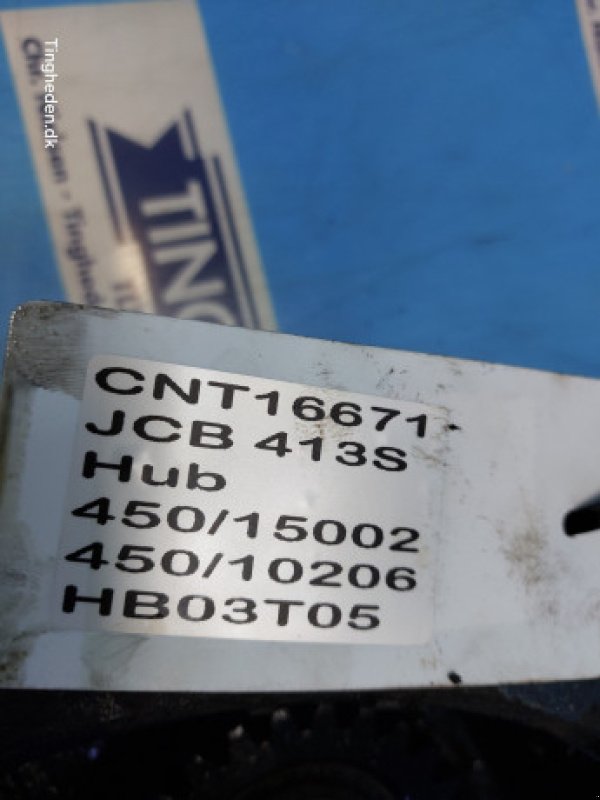 Tingheden.dk
TING
CNT16671
JCB 413S
Hub
450/15002
450/10206
HB03T05